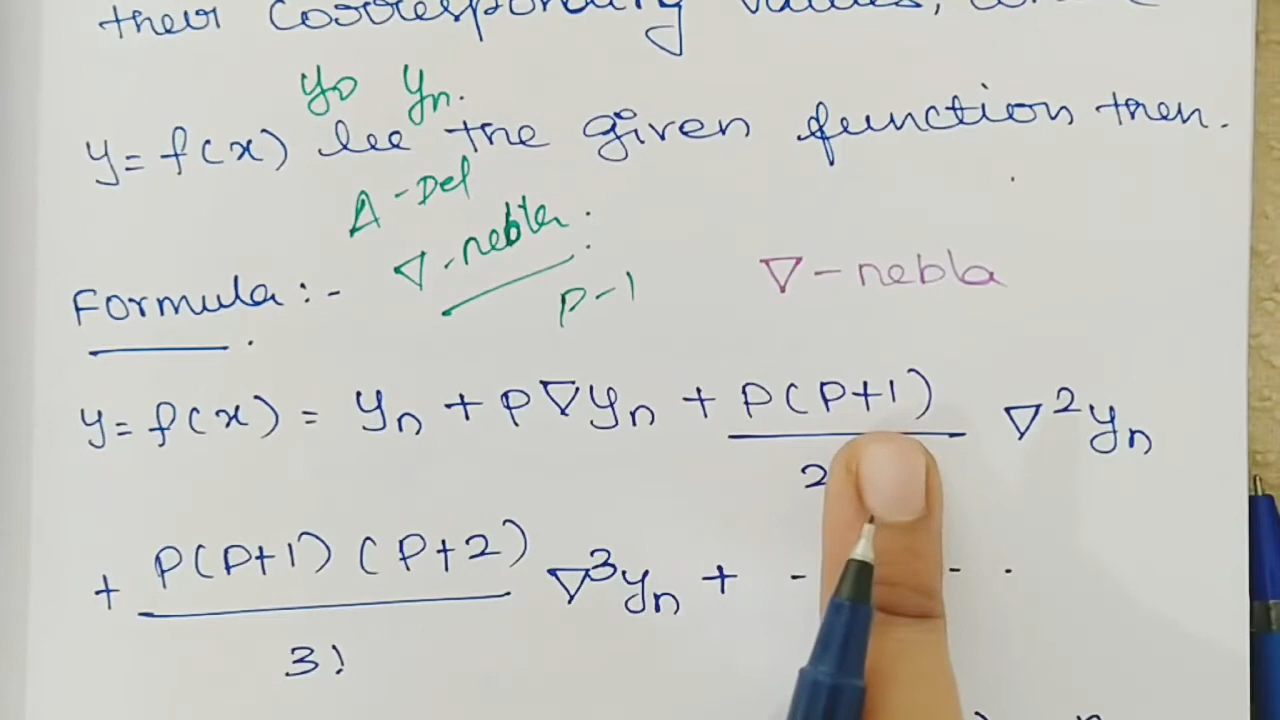 their Corresponding values,
y0 yn.
y = f(x) be the given function then.
Δ - Del
∇ - nebla
Formula :-
P-1
∇ - nebla
y = f(x) = yn + p∇yn + P(P+1) / 2 ∇²yn
+ P(P+1)(P+2) / 3! ∇³yn + - - - .